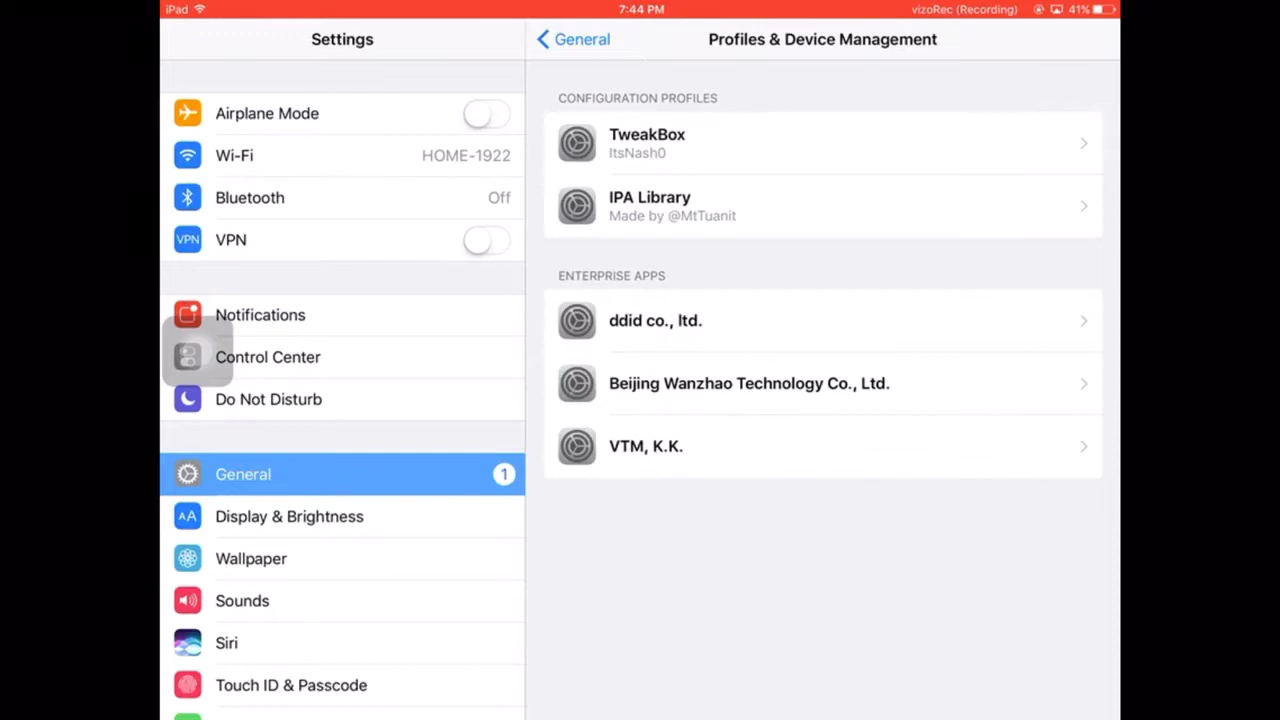 iPad
7:44 PM
vizoRec (Recording)
41%
Settings
General
Profiles & Device Management
Airplane Mode
Wi-Fi
HOME-1922
Bluetooth
Off
VPN
VPN
Notifications
Control Center
Do Not Disturb
General
1
AA
Display & Brightness
Wallpaper
Sounds
Siri
Touch ID & Passcode
CONFIGURATION PROFILES
TweakBox
ItsNash0
IPA Library
Made by @MtTuanit
ENTERPRISE APPS
ddid co., ltd.
Beijing Wanzhao Technology Co., Ltd.
VTM, K.K.